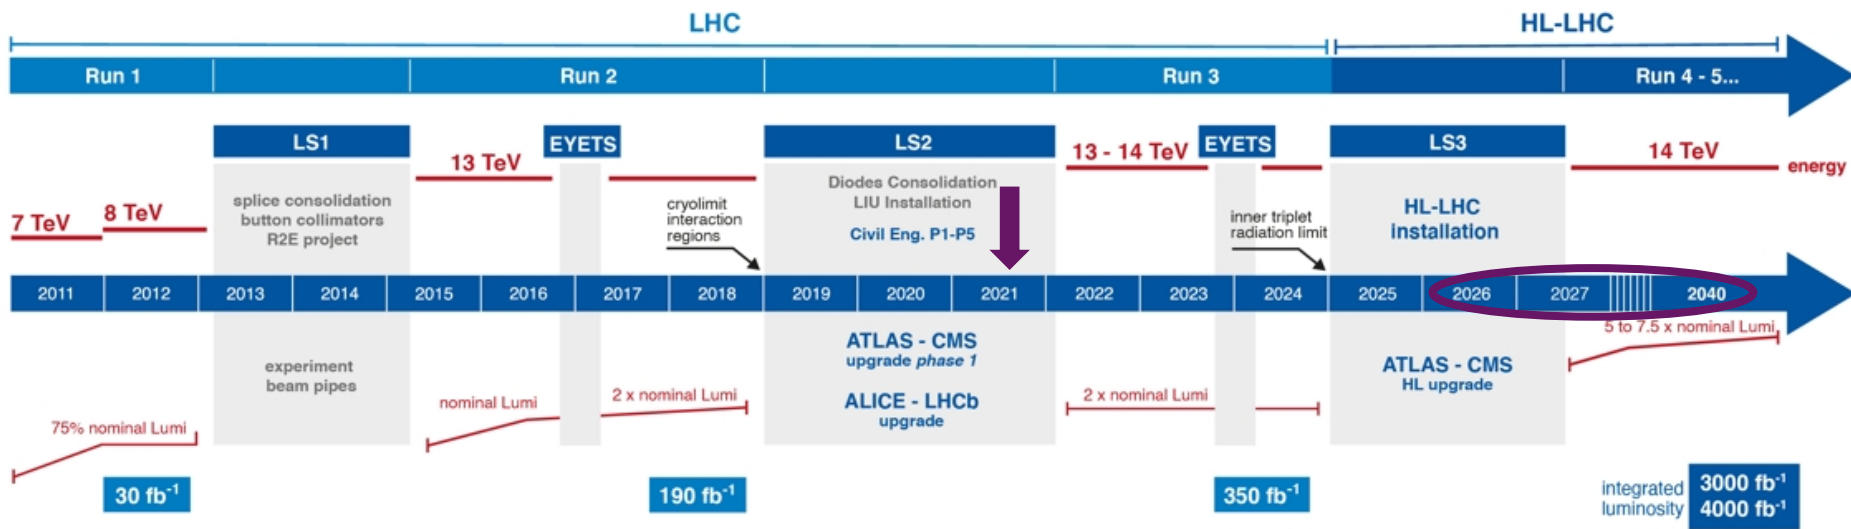 LHC
HL-LHC
Run 1
Run 2
Run 3
Run 4 - 5...
LS1
EYETS
LS2
EYETS
LS3
13 TeV
13 - 14 TeV
14 TeV
energy
7 TeV
8 TeV
splice consolidation
button collimators
R2E project
cryolimit
interaction
regions
Diodes Consolidation
LIU Installation
Civil Eng. P1-P5
inner triplet
radiation limit
HL-LHC
installation
2011
2012
2013
2014
2015
2016
2017
2018
2019
2020
2021
2022
2023
2024
2025
2026
2027
2040
5 to 7.5 x nominal Lumi
experiment
beam pipes
ATLAS - CMS
upgrade phase 1
ALICE - LHCb
upgrade
ATLAS - CMS
HL upgrade
75% nominal Lumi
nominal Lumi
2 x nominal Lumi
2 x nominal Lumi
30 fb⁻¹
190 fb⁻¹
350 fb⁻¹
integrated
luminosity
3000 fb⁻¹
4000 fb⁻¹